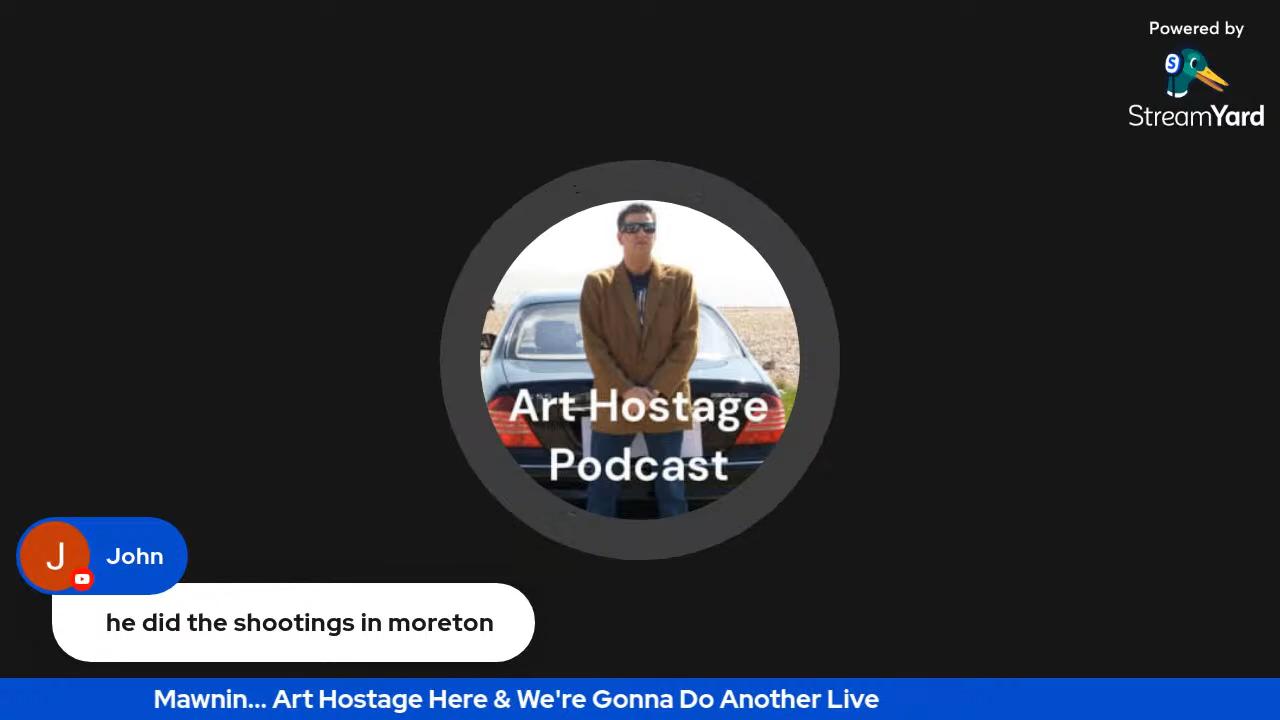 Powered by
S
StreamYard
Art Hostage
Podcast
J
John
he did the shootings in moreton
Mawnin... Art Hostage Here & We're Gonna Do Another Live